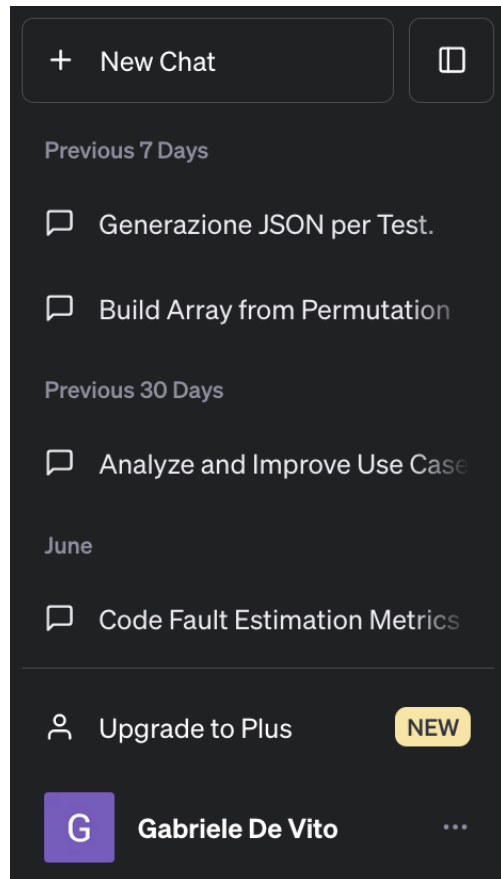 New Chat
Previous 7 Days
Generazione JSON per Test.
Build Array from Permutation
Previous 30 Days
Analyze and Improve Use Case
June
Code Fault Estimation Metrics
Upgrade to Plus NEW
G Gabriele De Vito